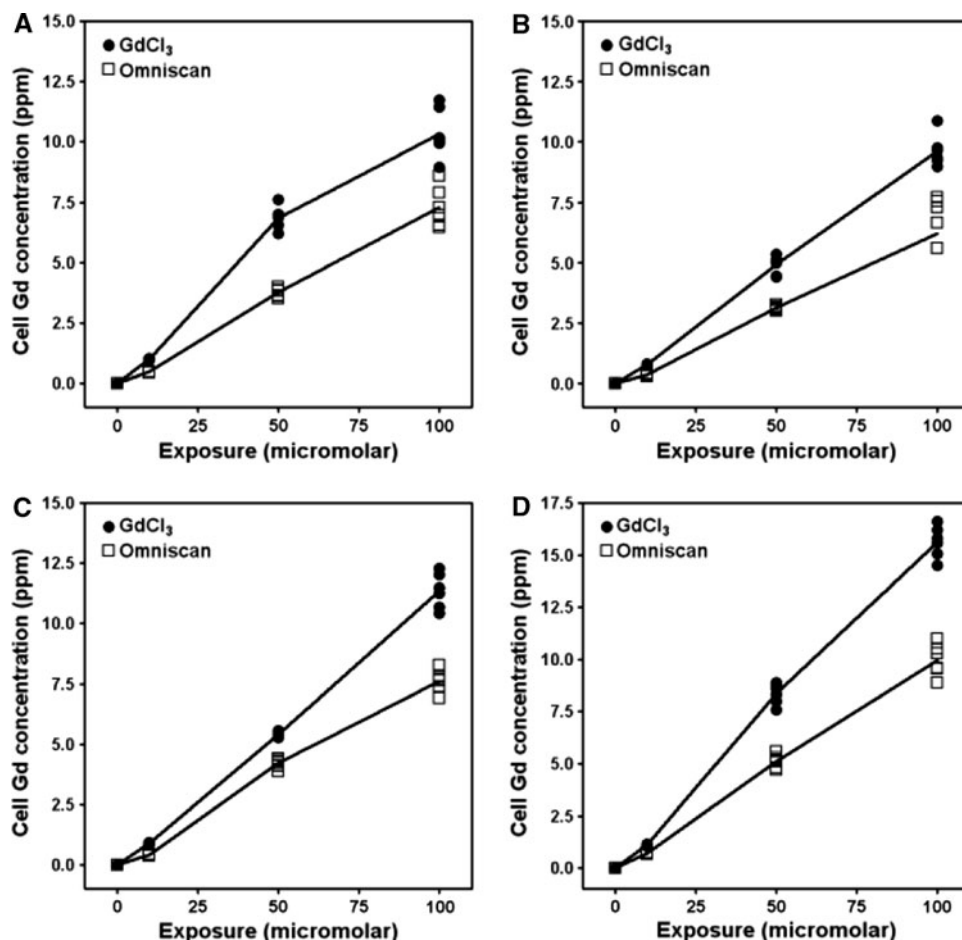 A
GdCl₃
Omniscan
Cell Gd concentration (ppm)
15.0
12.5
10.0
7.5
5.0
2.5
0.0
0 25 50 75 100
Exposure (micromolar)
B
GdCl₃
Omniscan
Cell Gd concentration (ppm)
15.0
12.5
10.0
7.5
5.0
2.5
0.0
0 25 50 75 100
Exposure (micromolar)
C
GdCl₃
Omniscan
Cell Gd concentration (ppm)
15.0
12.5
10.0
7.5
5.0
2.5
0.0
0 25 50 75 100
Exposure (micromolar)
D
GdCl₃
Omniscan
Cell Gd concentration (ppm)
17.5
15.0
12.5
10.0
7.5
5.0
2.5
0.0
0 25 50 75 100
Exposure (micromolar)